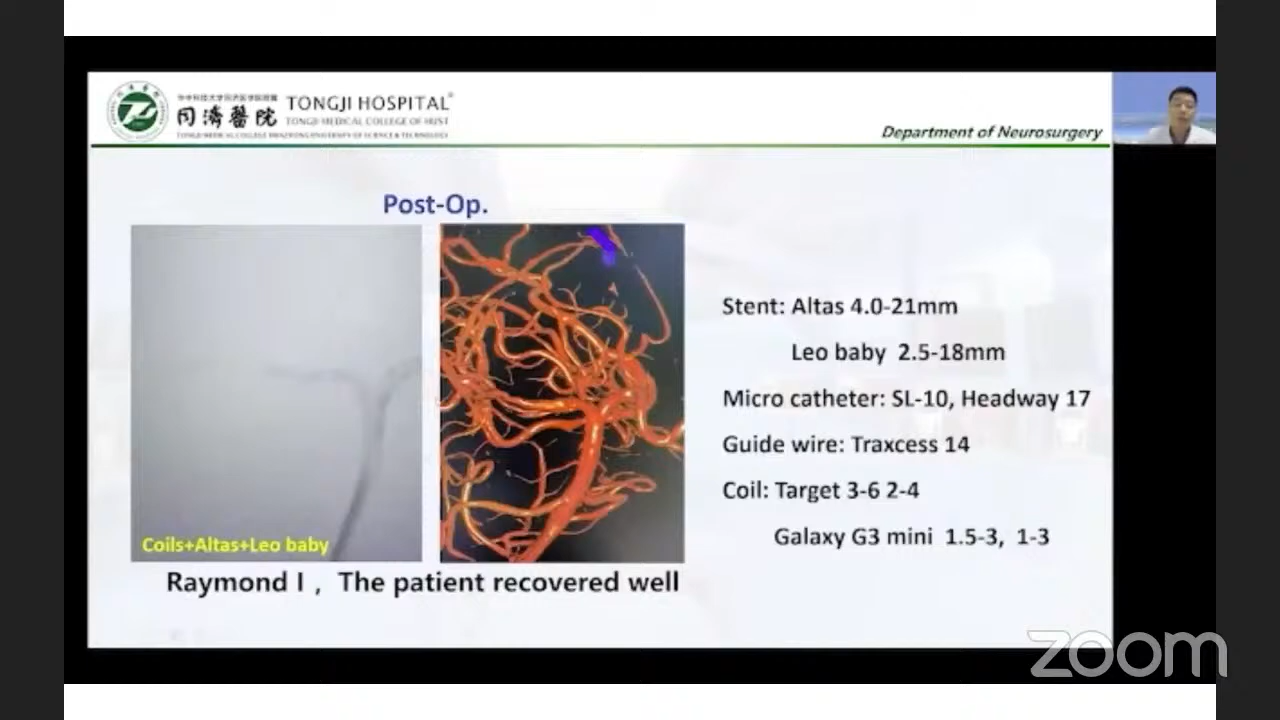 同濟醫院
TONGJI HOSPITAL
TONGJI MEDICAL COLLEGE OF HUST
Department of Neurosurgery
Post-Op.
Coils+Altas+Leo baby
Raymond I , The patient recovered well
Stent: Altas 4.0-21mm
Leo baby 2.5-18mm
Micro catheter: SL-10, Headway 17
Guide wire: Traxcess 14
Coil: Target 3-6 2-4
Galaxy G3 mini 1.5-3, 1-3
zoom